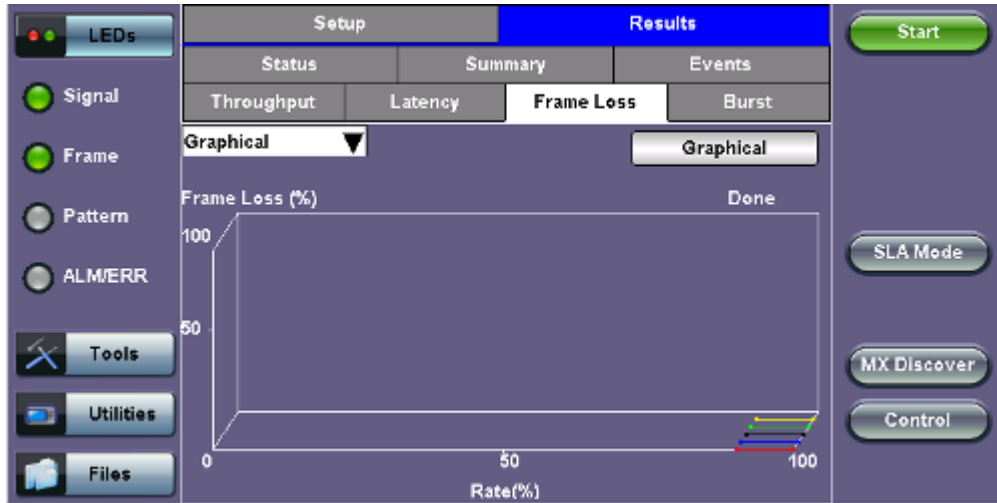 LEDs
Setup
Results
Start
Status
Summary
Events
Signal
Throughput
Latency
Frame Loss
Burst
Graphical
Graphical
Frame
Frame Loss (%)
Done
Pattern
100
SLA Mode
ALM/ERR
50
Tools
MX Discover
Utilities
Control
0
50
100
Files
Rate(%)